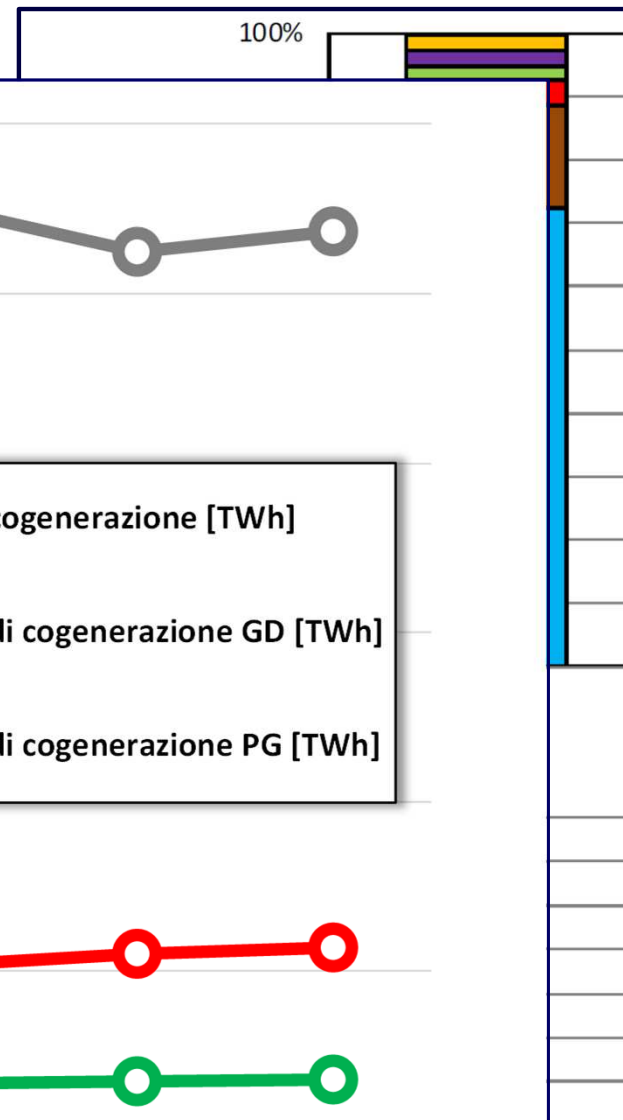 100%
cogenerazione [TWh]
di cogenerazione GD [TWh]
di cogenerazione PG [TWh]